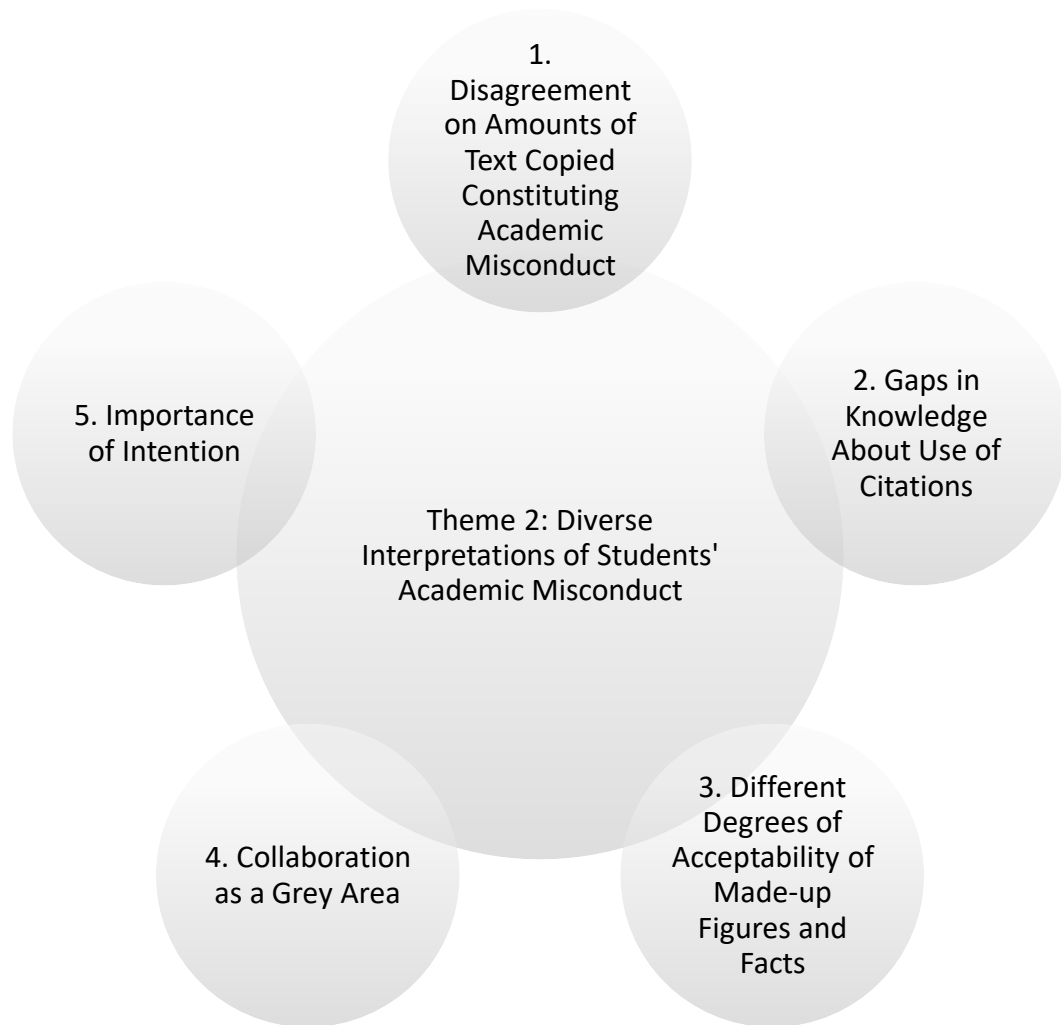 1.
Disagreement
on Amounts of
Text Copied
Constituting
Academic
Misconduct
2. Gaps in
Knowledge
About Use of
Citations
5. Importance
of Intention
Theme 2: Diverse
Interpretations of Students'
Academic Misconduct
3. Different
Degrees of
Acceptability of
Made-up
Figures and
Facts
4. Collaboration
as a Grey Area